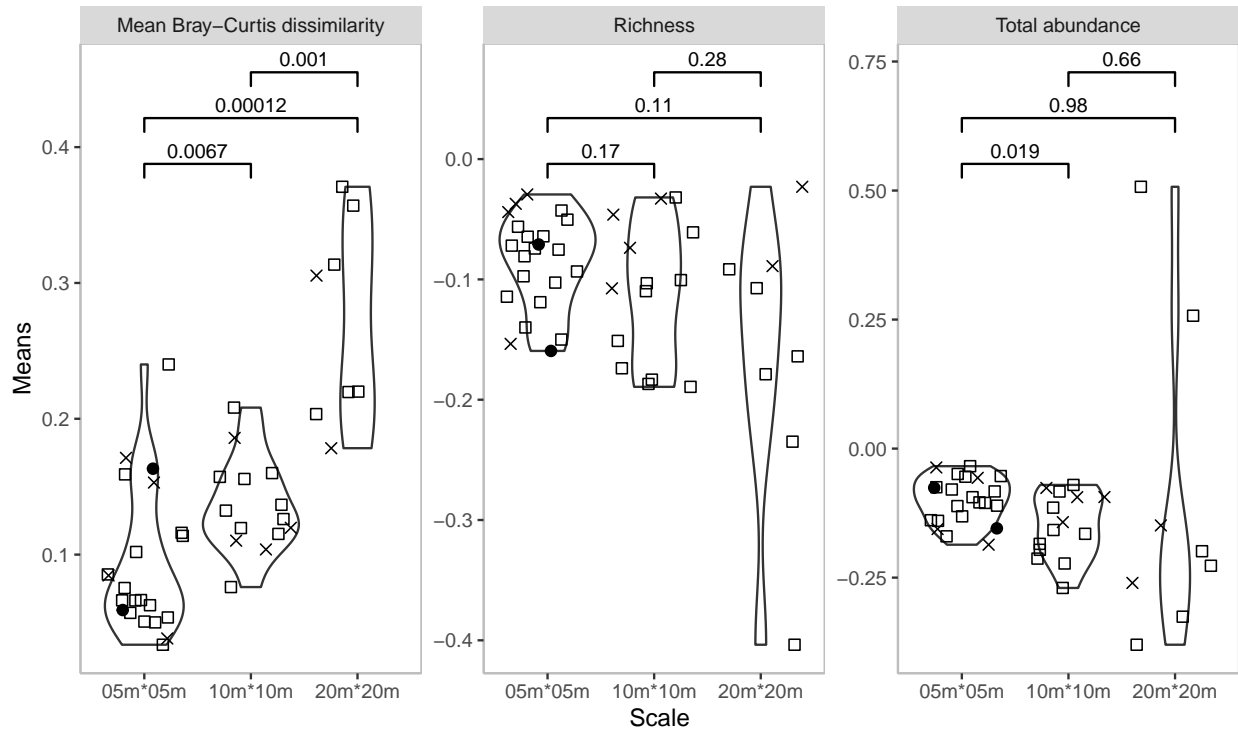 Mean Bray−Curtis dissimilarity
Richness
Total abundance
Means
0.4
0.3
0.2
0.1
0.001
0.00012
0.0067
05m*05m
10m*10m
20m*20m
0.0
−0.1
−0.2
−0.3
−0.4
0.28
0.11
0.17
05m*05m
10m*10m
20m*20m
0.75
0.50
0.25
0.00
−0.25
0.66
0.98
0.019
05m*05m
10m*10m
20m*20m
Scale